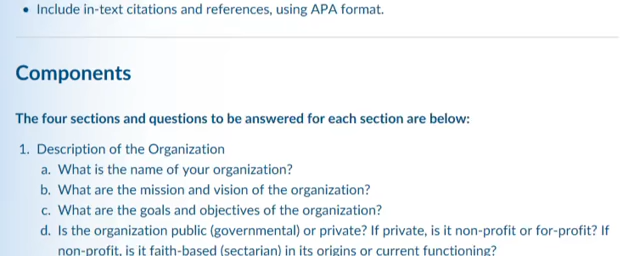 • Include in-text citations and references, using APA format.
Components
The four sections and questions to be answered for each section are below:
1. Description of the Organization
a. What is the name of your organization?
b. What are the mission and vision of the organization?
c. What are the goals and objectives of the organization?
d. Is the organization public (governmental) or private? If private, is it non-profit or for-profit? If
non-profit, is it faith-based (sectarian) in its origins or current functioning?